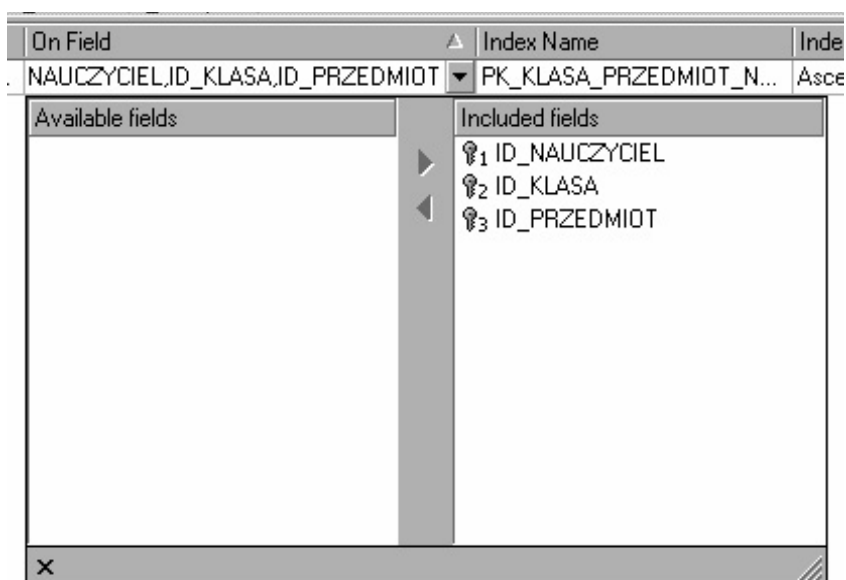 On Field Index Name Inde
NAUCZYCIEL,ID_KLASA,ID_PRZEDMIOT PK_KLASA_PRZEDMIOT_N... Asce
Available fields Included fields
1 ID_NAUCZYCIEL
2 ID_KLASA
3 ID_PRZEDMIOT